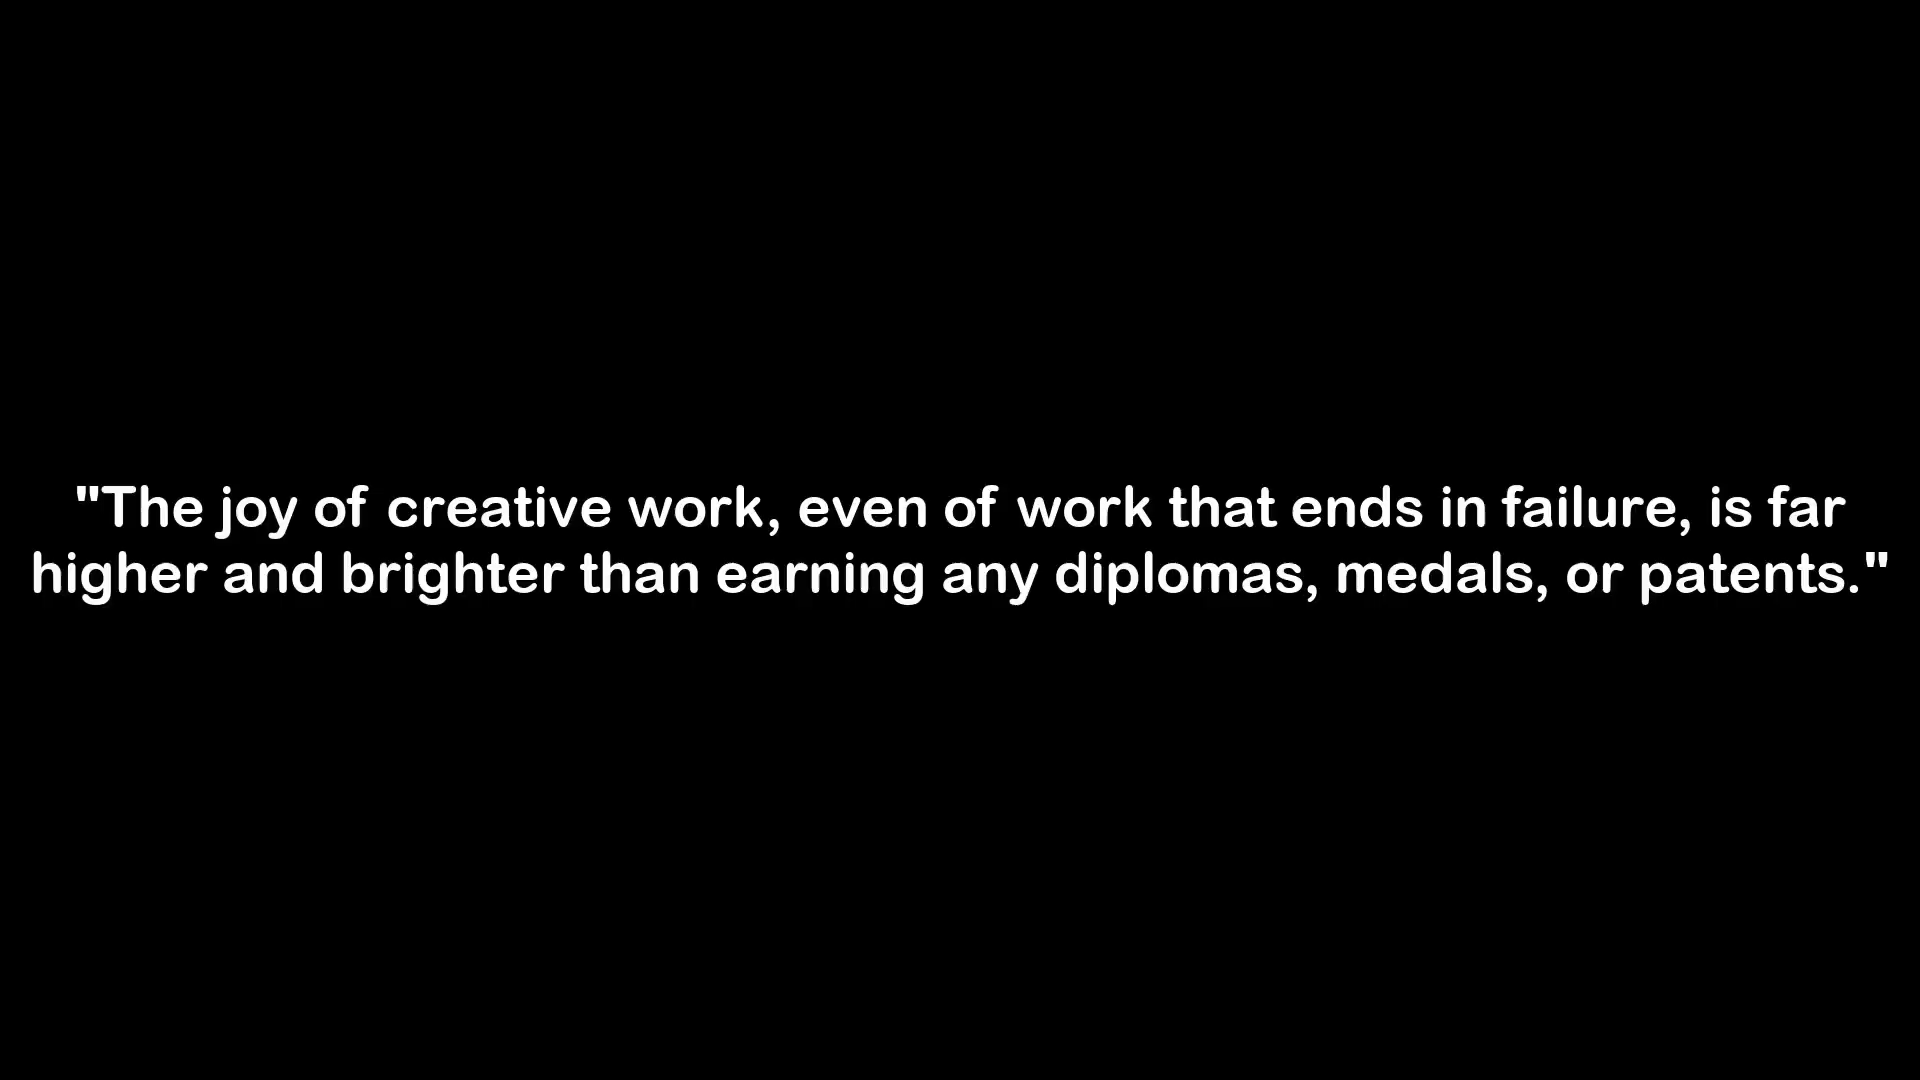 "The joy of creative work, even of work that ends in failure, is far
higher and brighter than earning any diplomas, medals, or patents."